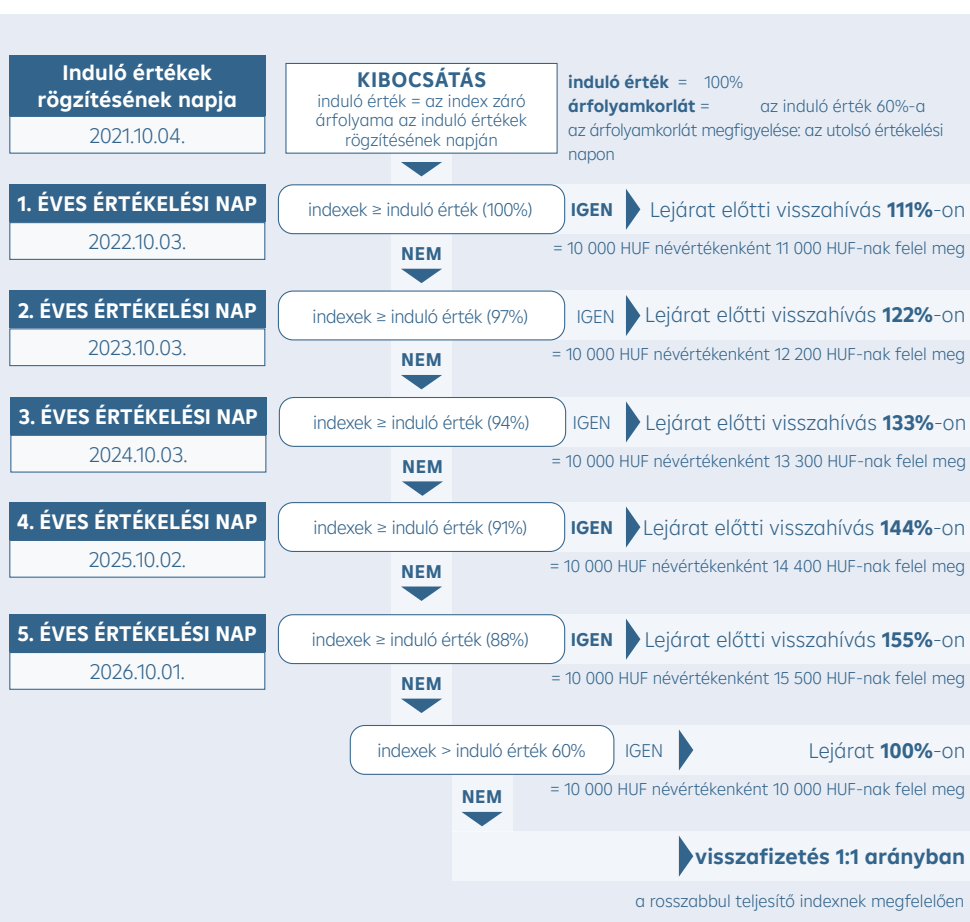 Induló értékek
rögzítésének napja
2021.10.04.
KIBOCSÁTÁS
induló érték = az index záró
árfolyama az induló értékek
rögzítésének napján
induló érték = 100%
árfolyamkorlát = az induló érték 60%-a
az árfolyamkorlát megfigyelése: az utolsó értékelési
napon
1. ÉVES ÉRTÉKELÉSI NAP
2022.10.03.
indexek ≥ induló érték (100%)
IGEN
Lejárat előtti visszahívás 111%-on
= 10 000 HUF névértékenként 11 000 HUF-nak felel meg
NEM
2. ÉVES ÉRTÉKELÉSI NAP
2023.10.03.
indexek ≥ induló érték (97%)
IGEN
Lejárat előtti visszahívás 122%-on
= 10 000 HUF névértékenként 12 200 HUF-nak felel meg
NEM
3. ÉVES ÉRTÉKELÉSI NAP
2024.10.03.
indexek ≥ induló érték (94%)
IGEN
Lejárat előtti visszahívás 133%-on
= 10 000 HUF névértékenként 13 300 HUF-nak felel meg
NEM
4. ÉVES ÉRTÉKELÉSI NAP
2025.10.02.
indexek ≥ induló érték (91%)
IGEN
Lejárat előtti visszahívás 144%-on
= 10 000 HUF névértékenként 14 400 HUF-nak felel meg
NEM
5. ÉVES ÉRTÉKELÉSI NAP
2026.10.01.
indexek ≥ induló érték (88%)
IGEN
Lejárat előtti visszahívás 155%-on
= 10 000 HUF névértékenként 15 500 HUF-nak felel meg
NEM
indexek > induló érték 60%
IGEN
Lejárat 100%-on
= 10 000 HUF névértékenként 10 000 HUF-nak felel meg
NEM
visszafizetés 1:1 arányban
a rosszabbul teljesítő indexnek megfelelően